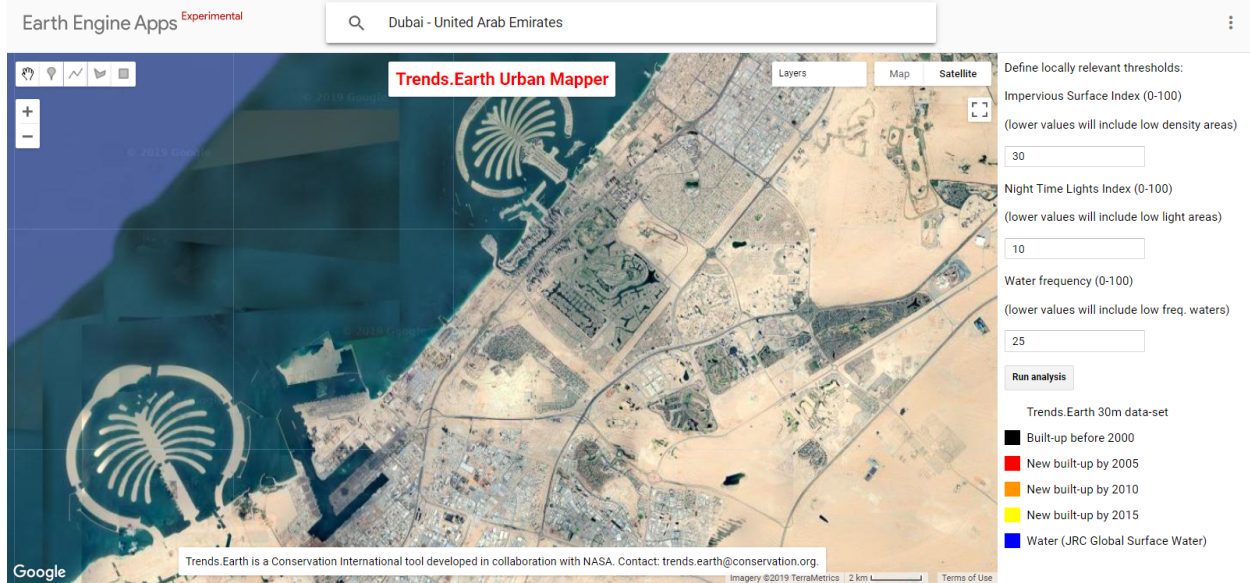 Earth Engine Apps Experimental
Dubai - United Arab Emirates
Trends.Earth Urban Mapper
Layers
Map Satellite
+
−
© 2019 Google
© 2019 Google
© 2019 Google
Define locally relevant thresholds:
Impervious Surface Index (0-100)
(lower values will include low density areas)
30
Night Time Lights Index (0-100)
(lower values will include low light areas)
10
Water frequency (0-100)
(lower values will include low freq. waters)
25
Run analysis
Trends.Earth 30m data-set
Built-up before 2000
New built-up by 2005
New built-up by 2010
New built-up by 2015
Water (JRC Global Surface Water)
Trends.Earth is a Conservation International tool developed in collaboration with NASA. Contact: trends.earth@conservation.org.
Google
Imagery ©2019 TerraMetrics 2 km Terms of Use